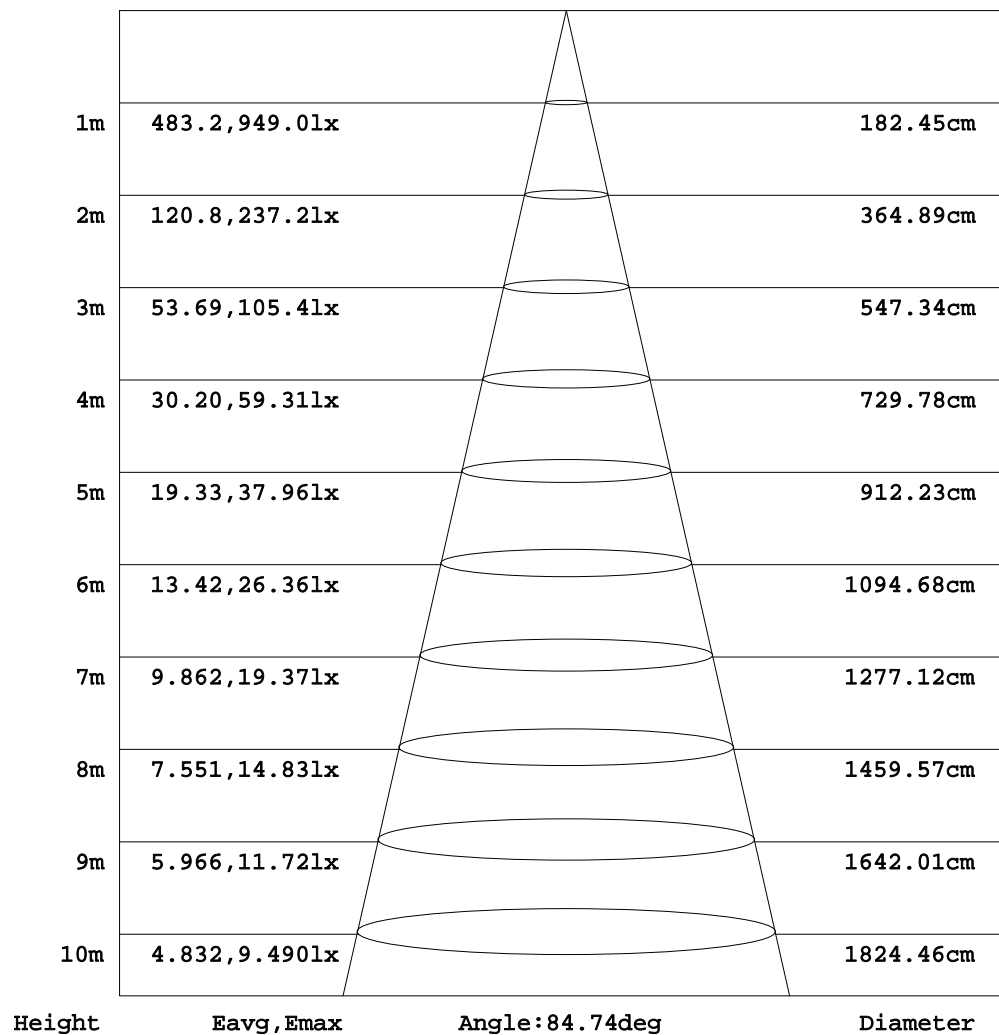 1m 483.2,949.0lx 182.45cm
2m 120.8,237.2lx 364.89cm
3m 53.69,105.4lx 547.34cm
4m 30.20,59.31lx 729.78cm
5m 19.33,37.96lx 912.23cm
6m 13.42,26.36lx 1094.68cm
7m 9.862,19.37lx 1277.12cm
8m 7.551,14.83lx 1459.57cm
9m 5.966,11.72lx 1642.01cm
10m 4.832,9.490lx 1824.46cm
Height Eavg,Emax Angle:84.74deg Diameter